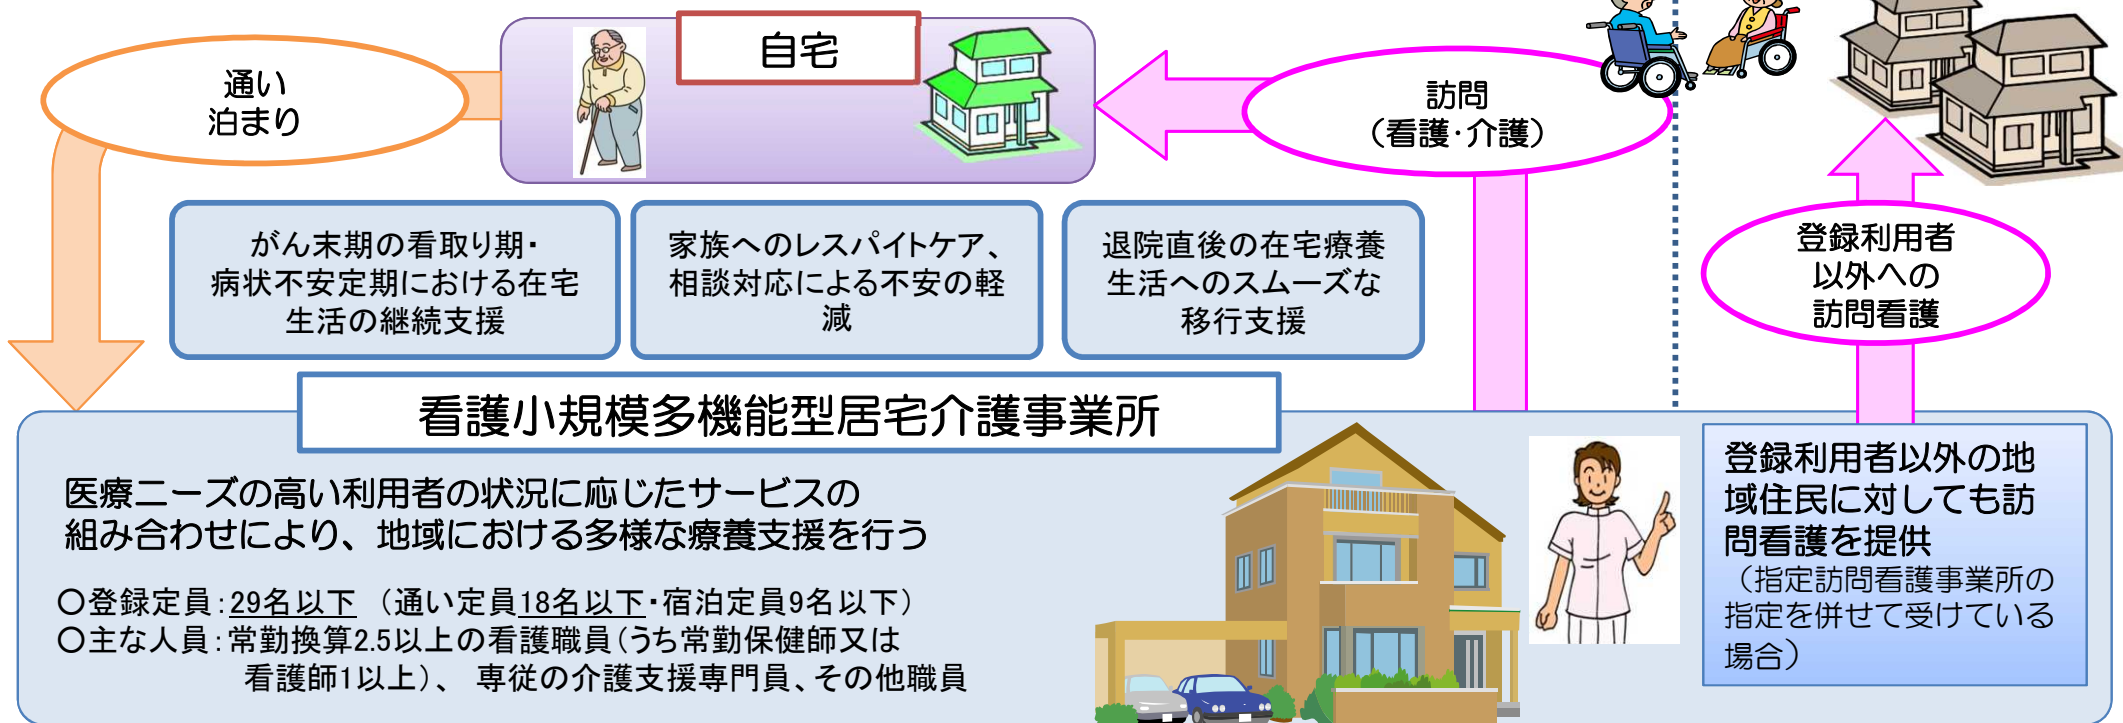 自宅
通い
泊まり
訪問
（看護・介護）
がん末期の看取り期・
病状不安定期における在宅
生活の継続支援
家族へのレスパイトケア、
相談対応による不安の軽
減
退院直後の在宅療養
生活へのスムーズな
移行支援
登録利用者
以外への
訪問看護
看護小規模多機能型居宅介護事業所
医療ニーズの高い利用者の状況に応じたサービスの
組み合わせにより、地域における多様な療養支援を行う
○登録定員：29名以下 （通い定員18名以下・宿泊定員9名以下）
○主な人員：常勤換算2.5以上の看護職員（うち常勤保健師又は
看護師1以上）、 専従の介護支援専門員、その他職員
登録利用者以外の地
域住民に対しても訪
問看護を提供
（指定訪問看護事業所の
指定を併せて受けている
場合）